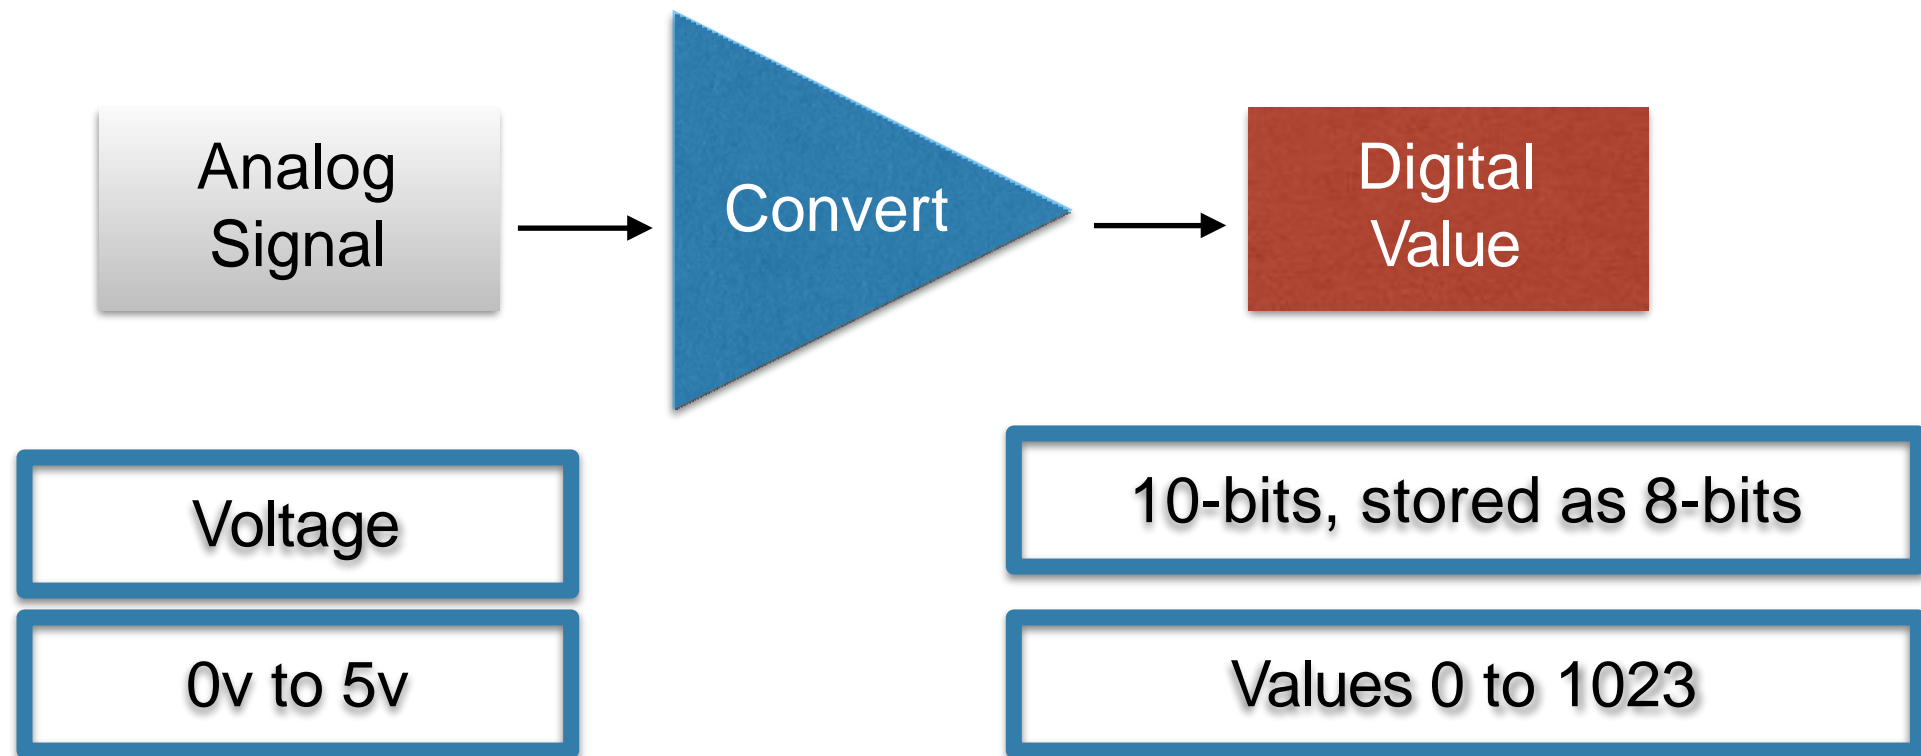 Analog
Signal
Convert
Digital
Value
Voltage
10-bits, stored as 8-bits
0v to 5v
Values 0 to 1023